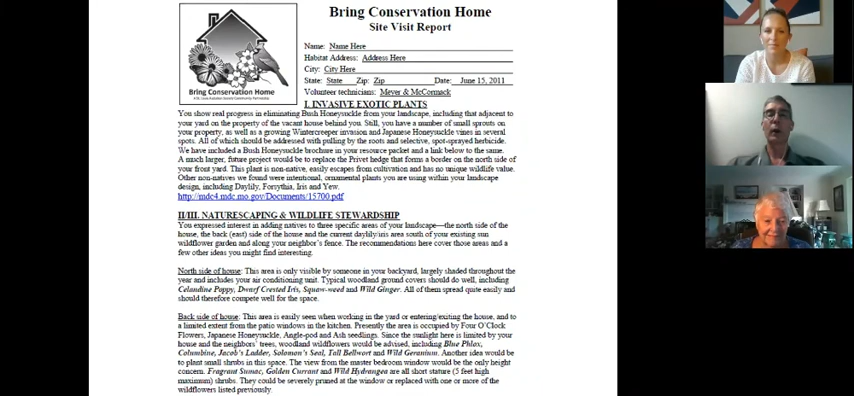 Bring Conservation Home
Site Visit Report
Name: Name Here
Habitat Address: Address Here
City: City Here
State: State Zip: Zip Date: June 15, 2011
Volunteer technicians: Meyer & McCormack
Bring Conservation Home
I. INVASIVE EXOTIC PLANTS
You show real progress in eliminating Bush Honeysuckle from your landscape, including that adjacent to
your yard on the property of the vacant house behind you. Still, you have a number of small sprouts on
your property, as well as a growing Wintercreeper invasion and Japanese Honeysuckle vines in several
spots. All of which should be addressed with pulling by the roots and selective, spot-sprayed herbicide.
We have included a Bush Honeysuckle brochure in your resource packet and a link below to the same.
A much larger, future project would be to replace the Privet hedge that forms a border on the north side of
your front yard. This plant is non-native, easily escapes from cultivation and has no unique wildlife value.
Other non-natives we found were intentional, ornamental plants you are using within your landscape
design, including Daylily, Forsythia, Iris and Yew.
http://mdc4.mdc.mo.gov/Documents/15700.pdf
II/III. NATURESCAPING & WILDLIFE STEWARDSHIP
You expressed interest in adding natives to three specific areas of your landscape—the north side of the
house, the back (east) side of the house and the current daylily/iris area south of your existing sun
wildflower garden and along your neighbor's fence. The recommendations here cover those areas and a
few other ideas you might find interesting.
North side of house: This area is only visible by someone in your backyard, largely shaded throughout the
year and includes your air conditioning unit. Typical woodland ground covers should do well, including
Celandine Poppy, Dwarf Crested Iris, Squaw-weed and Wild Ginger. All of them spread quite easily and
should therefore compete well for the space.
Back side of house: This area is easily seen when working in the yard or entering/exiting the house, and to
a limited extent from the patio windows in the kitchen. Presently the area is occupied by Four O'Clock
Flowers, Japanese Honeysuckle, Angle-pod and Ash seedlings. Since the sunlight here is limited by your
house and the neighbors' trees, woodland wildflowers would be advised, including Blue Phlox,
Columbine, Jacob's Ladder, Solomon's Seal, Tall Bellwort and Wild Geranium. Another idea would be
to plant small shrubs in this space. The view from the master bedroom window would be the only height
concern. Fragrant Sumac, Golden Currant and Wild Hydrangea are all short stature (5 feet high
maximum) shrubs. They could be severely pruned at the window or replaced with one or more of the
wildflowers listed previously.